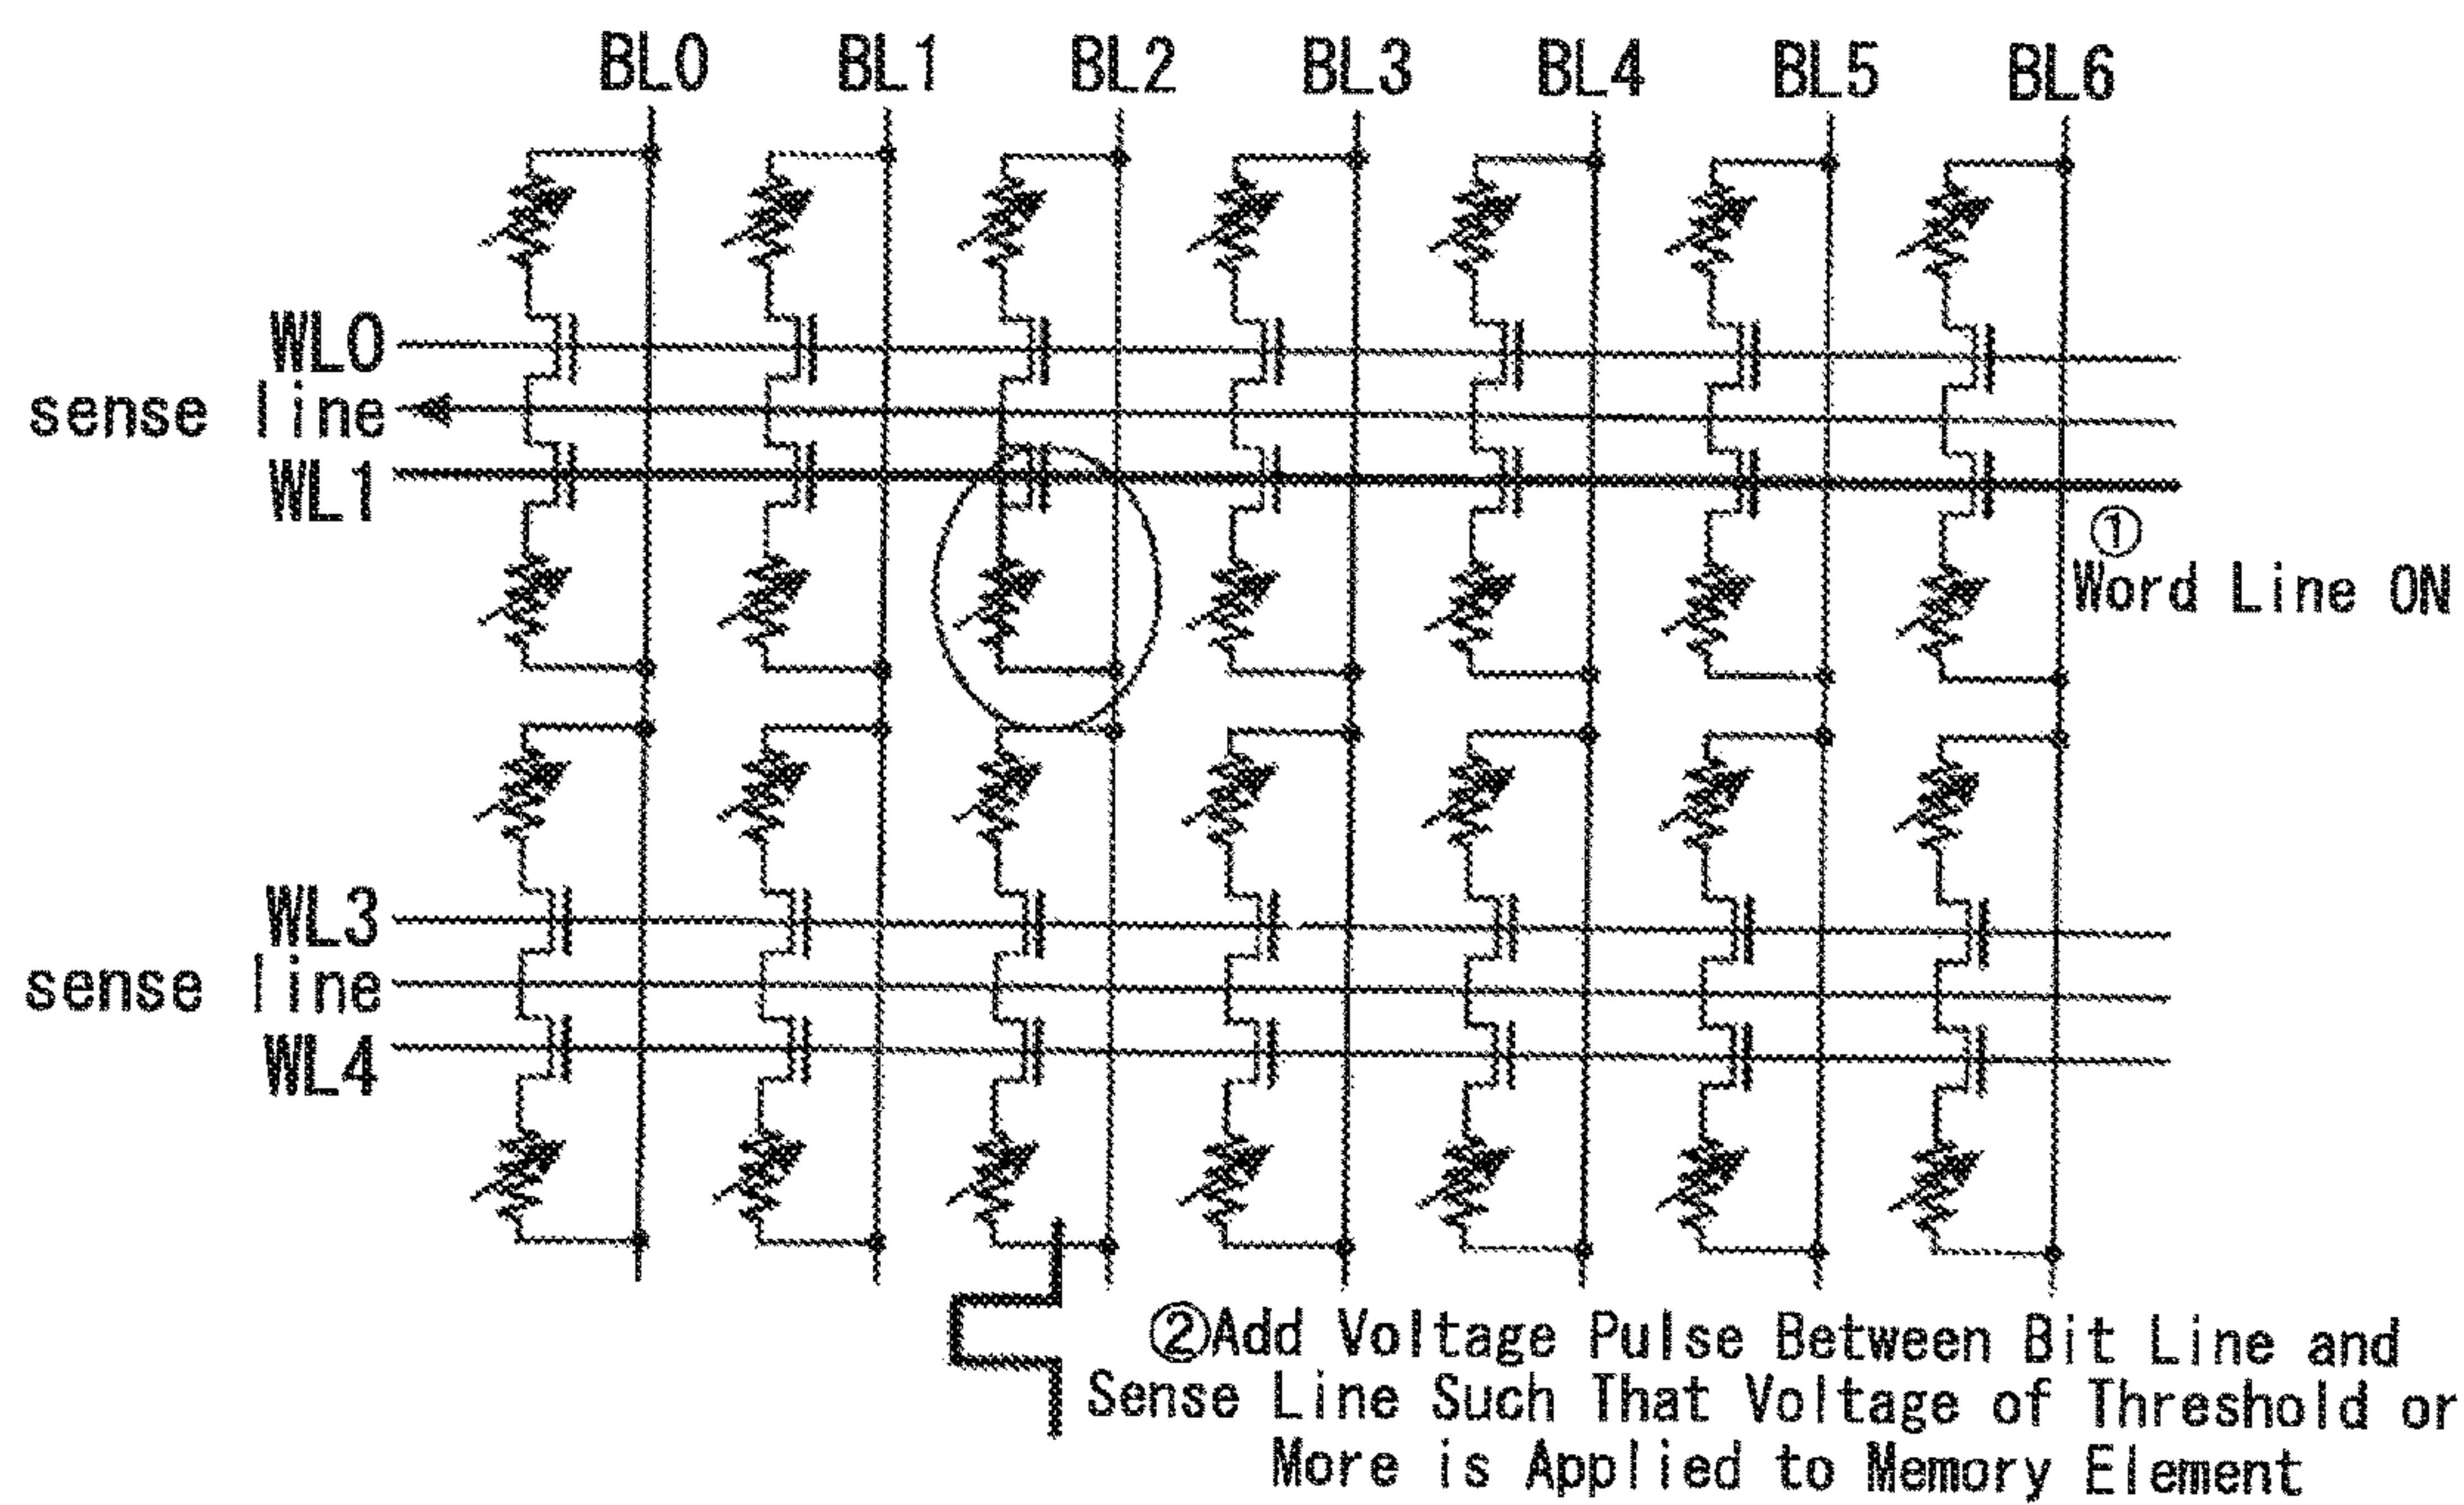 BL0 BL1 BL2 BL3 BL4 BL5 BL6
WL0
sense line
WL1
①
Word Line ON
WL3
sense line
WL4
②Add Voltage Pulse Between Bit Line and
Sense Line Such That Voltage of Threshold or
More is Applied to Memory Element